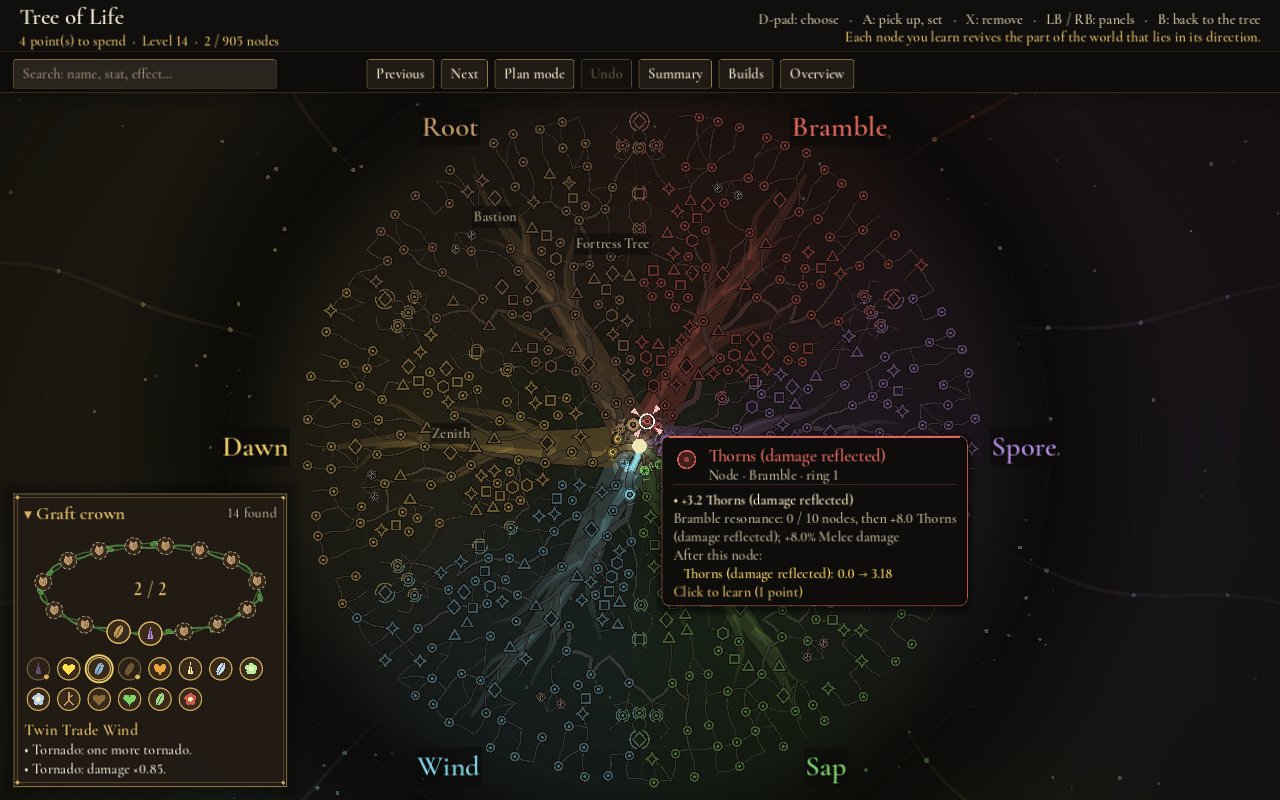 Tree of Life
4 point(s) to spend · Level 14 · 2 / 905 nodes
D-pad: choose · A: pick up, set · X: remove · LB / RB: panels · B: back to the tree
Each node you learn revives the part of the world that lies in its direction.
Search: name, stat, effect...
Previous
Next
Plan mode
Undo
Summary
Builds
Overview
Root
Bramble
Bastion
Fortress Tree
Zenith
Dawn
Spore
Thorns (damage reflected)
Node · Bramble · ring 1
• +3.2 Thorns (damage reflected)
Bramble resonance: 0 / 10 nodes, then +8.0 Thorns
(damage reflected); +8.0% Melee damage
After this node:
Thorns (damage reflected): 0.0 → 3.18
Click to learn (1 point)
▾ Graft crown
14 found
2 / 2
Twin Trade Wind
• Tornado: one more tornado.
• Tornado: damage ×0.85.
Wind
Sap